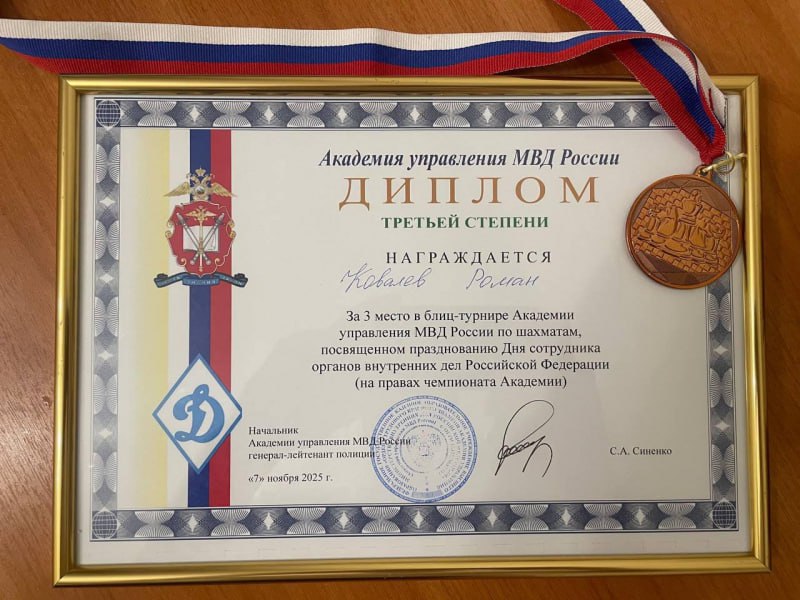 Академия управления МВД России
ДИПЛОМ
ТРЕТЬЕЙ СТЕПЕНИ
НАГРАЖДАЕТСЯ
Ковалев Роман
За 3 место в блиц-турнире Академии
управления МВД России по шахматам,
посвященном празднованию Дня сотрудника
органов внутренних дел Российской Федерации
(на правах чемпионата Академии)
Начальник
Академии управления МВД России
генерал-лейтенант полиции
С.А. Синенко
«7» ноября 2025 г.
Д